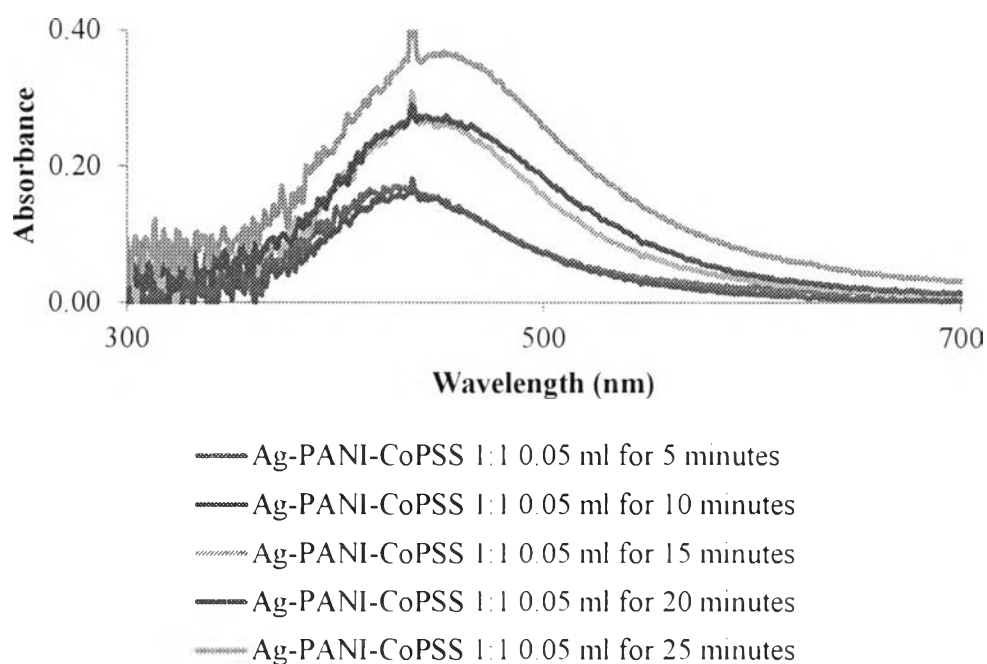 0.40
0.20
0.00
Absorbance
300
500
700
Wavelength (nm)
Ag-PANI-CoPSS 1:1 0.05 ml for 5 minutes
Ag-PANI-CoPSS 1:1 0.05 ml for 10 minutes
Ag-PANI-CoPSS 1:1 0.05 ml for 15 minutes
Ag-PANI-CoPSS 1:1 0.05 ml for 20 minutes
Ag-PANI-CoPSS 1:1 0.05 ml for 25 minutes